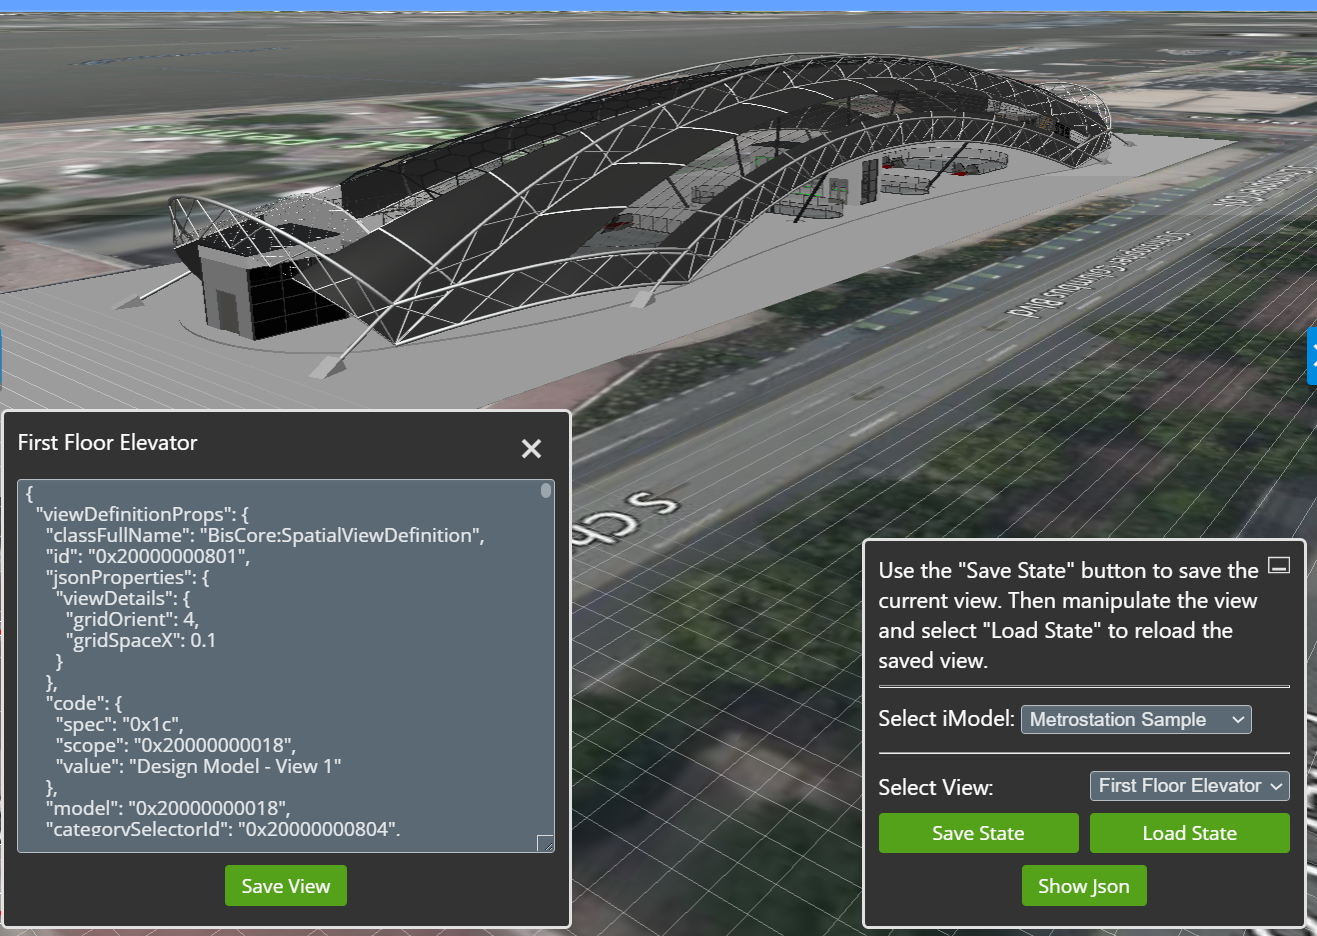 Christopher Columbus Blvd
First Floor Elevator
{
"viewDefinitionProps": {
"classFullName": "BisCore:SpatialViewDefinition",
"id": "0x20000000801",
"jsonProperties": {
"viewDetails": {
"gridOrient": 4,
"gridSpaceX": 0.1
}
},
"code": {
"spec": "0x1c",
"scope": "0x20000000018",
"value": "Design Model - View 1"
},
"model": "0x20000000018",
"categorySelectorId": "0x20000000804",
Save View
Use the "Save State" button to save the
current view. Then manipulate the view
and select "Load State" to reload the
saved view.
Select iModel: Metrostation Sample
Select View: First Floor Elevator
Save State Load State
Show Json